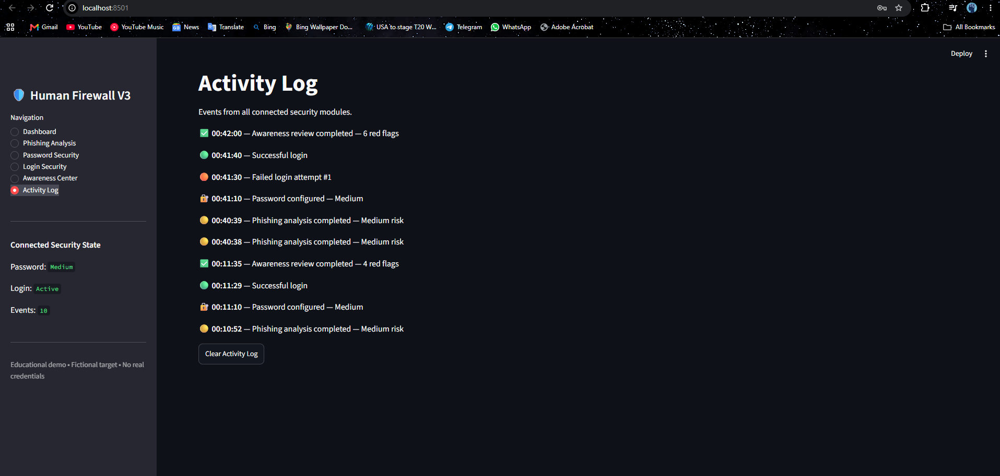 localhost:8501
Gmail YouTube YouTube Music News Translate Bing Bing Wallpaper Do... USA to stage T20 W... Telegram WhatsApp Adobe Acrobat All Bookmarks
Deploy
Human Firewall V3
Navigation
Dashboard
Phishing Analysis
Password Security
Login Security
Awareness Center
Activity Log
Connected Security State
Password: Medium
Login: Active
Events: 10
Educational demo • Fictional target • No real
credentials
Activity Log
Events from all connected security modules.
00:42:00 — Awareness review completed — 6 red flags
00:41:40 — Successful login
00:41:30 — Failed login attempt #1
00:41:10 — Password configured — Medium
00:40:39 — Phishing analysis completed — Medium risk
00:40:38 — Phishing analysis completed — Medium risk
00:11:35 — Awareness review completed — 4 red flags
00:11:29 — Successful login
00:11:10 — Password configured — Medium
00:10:52 — Phishing analysis completed — Medium risk
Clear Activity Log